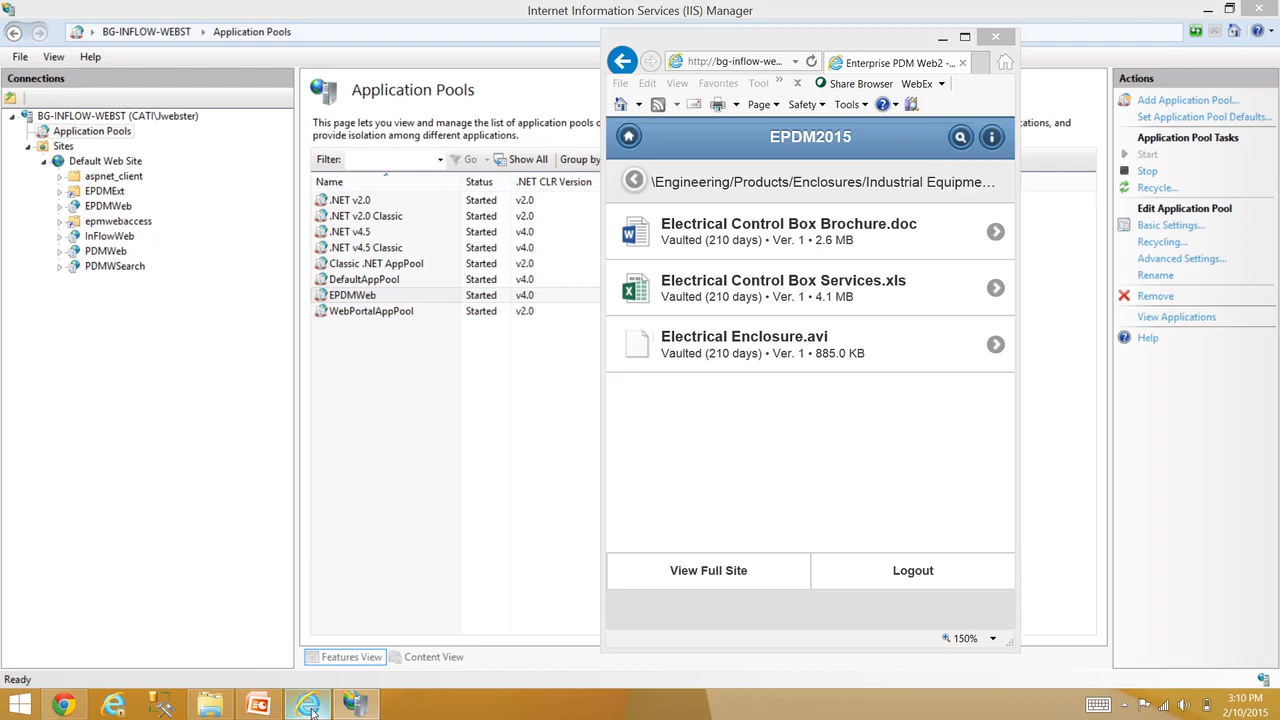 Internet Information Services (IIS) Manager
BG-INFLOW-WEBST
Application Pools
File
View
Help
Connections
BG-INFLOW-WEBST (CATI\Jwebster)
Application Pools
Sites
Default Web Site
aspnet_client
EPDMExt
EPDMWeb
epmwebaccess
InFlowWeb
PDMWeb
PDMWSearch
Application Pools
This page lets you view and manage the list of application pools
provide isolation among different applications.
Filter:
Go
Show All
Group by
Name Status .NET CLR Version
.NET v2.0 Started v2.0
.NET v2.0 Classic Started v2.0
.NET v4.5 Started v4.0
.NET v4.5 Classic Started v4.0
Classic .NET AppPool Started v2.0
DefaultAppPool Started v4.0
EPDMWeb Started v4.0
WebPortalAppPool Started v2.0
Features View
Content View
Ready
http://bg-inflow-we...
Enterprise PDM Web2 -...
File Edit View Favorites Tool
Share Browser WebEx
Page
Safety
Tools
EPDM2015
\Engineering/Products/Enclosures/Industrial Equipme...
Electrical Control Box Brochure.doc
Vaulted (210 days) • Ver. 1 • 2.6 MB
Electrical Control Box Services.xls
Vaulted (210 days) • Ver. 1 • 4.1 MB
Electrical Enclosure.avi
Vaulted (210 days) • Ver. 1 • 885.0 KB
View Full Site
Logout
150%
Actions
Add Application Pool...
Set Application Pool Defaults...
Application Pool Tasks
Start
Stop
Recycle...
Edit Application Pool
Basic Settings...
Recycling...
Advanced Settings...
Rename
Remove
View Applications
Help
3:10 PM
2/10/2015